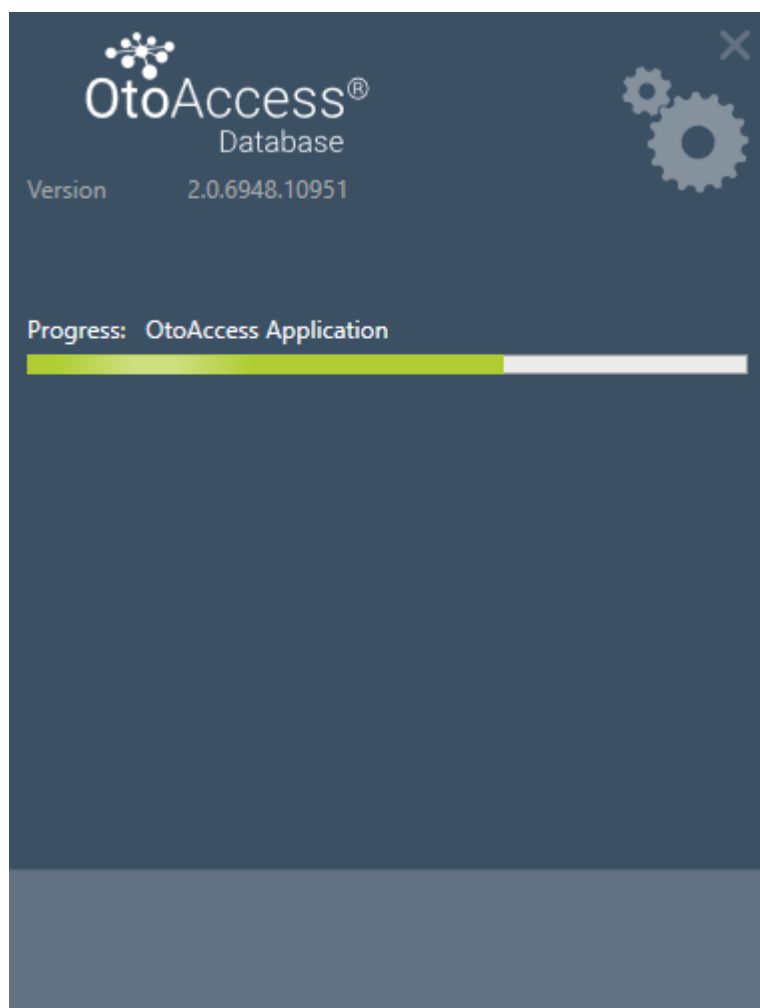 OtoAccess®
Database
Version 2.0.6948.10951
Progress: OtoAccess Application